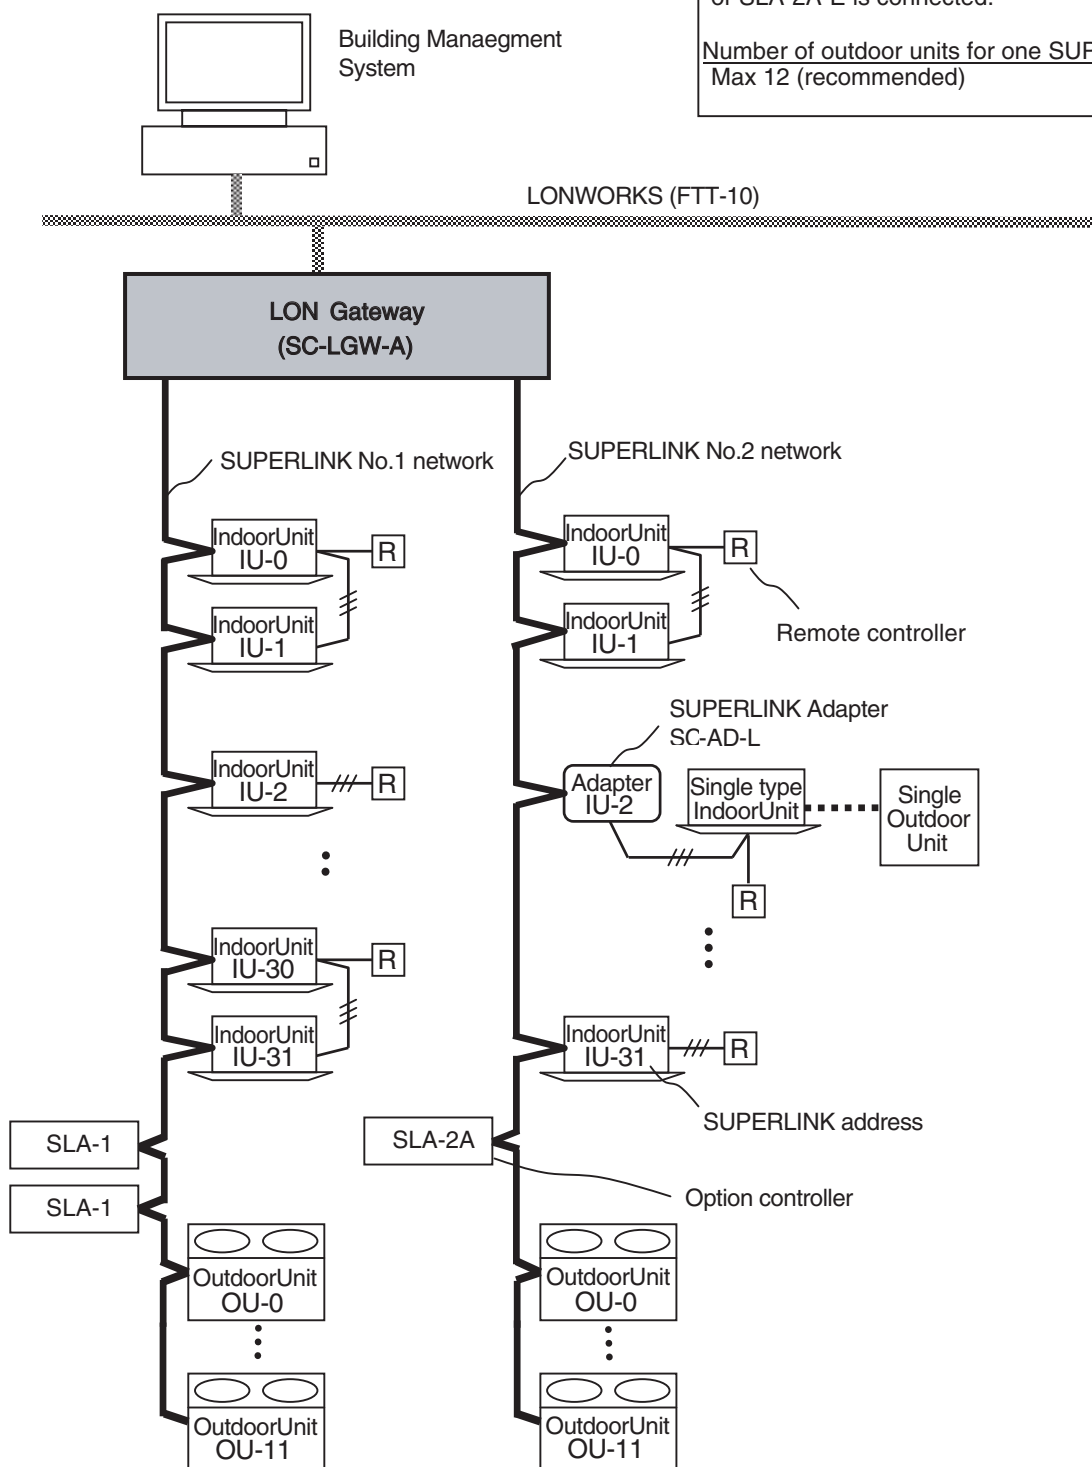 of SLA-2A-E is connected.
Number of outdoor units for one SUP
Max 12 (recommended)
Building Manaegment
System
LONWORKS (FTT-10)
LON Gateway
(SC-LGW-A)
SUPERLINK No.1 network
SUPERLINK No.2 network
IndoorUnit
IU-0
R
IndoorUnit
IU-1
IndoorUnit
IU-2
R
IndoorUnit
IU-30
R
IndoorUnit
IU-31
SLA-1
SLA-1
OutdoorUnit
OU-0
OutdoorUnit
OU-11
IndoorUnit
IU-0
R
IndoorUnit
IU-1
Remote controller
SUPERLINK Adapter
SC-AD-L
Adapter
IU-2
Single type
IndoorUnit
Single
Outdoor
Unit
R
IndoorUnit
IU-31
R
SUPERLINK address
SLA-2A
Option controller
OutdoorUnit
OU-0
OutdoorUnit
OU-11